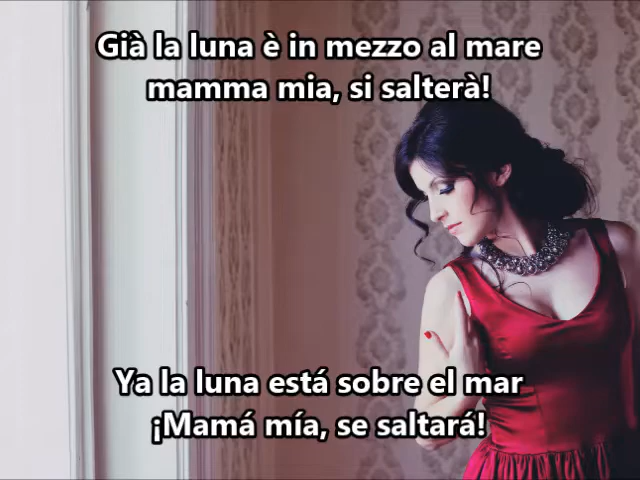 Già la luna è in mezzo al mare
mamma mia, si salterà!
Ya la luna está sobre el mar
¡Mamá mía, se saltará!